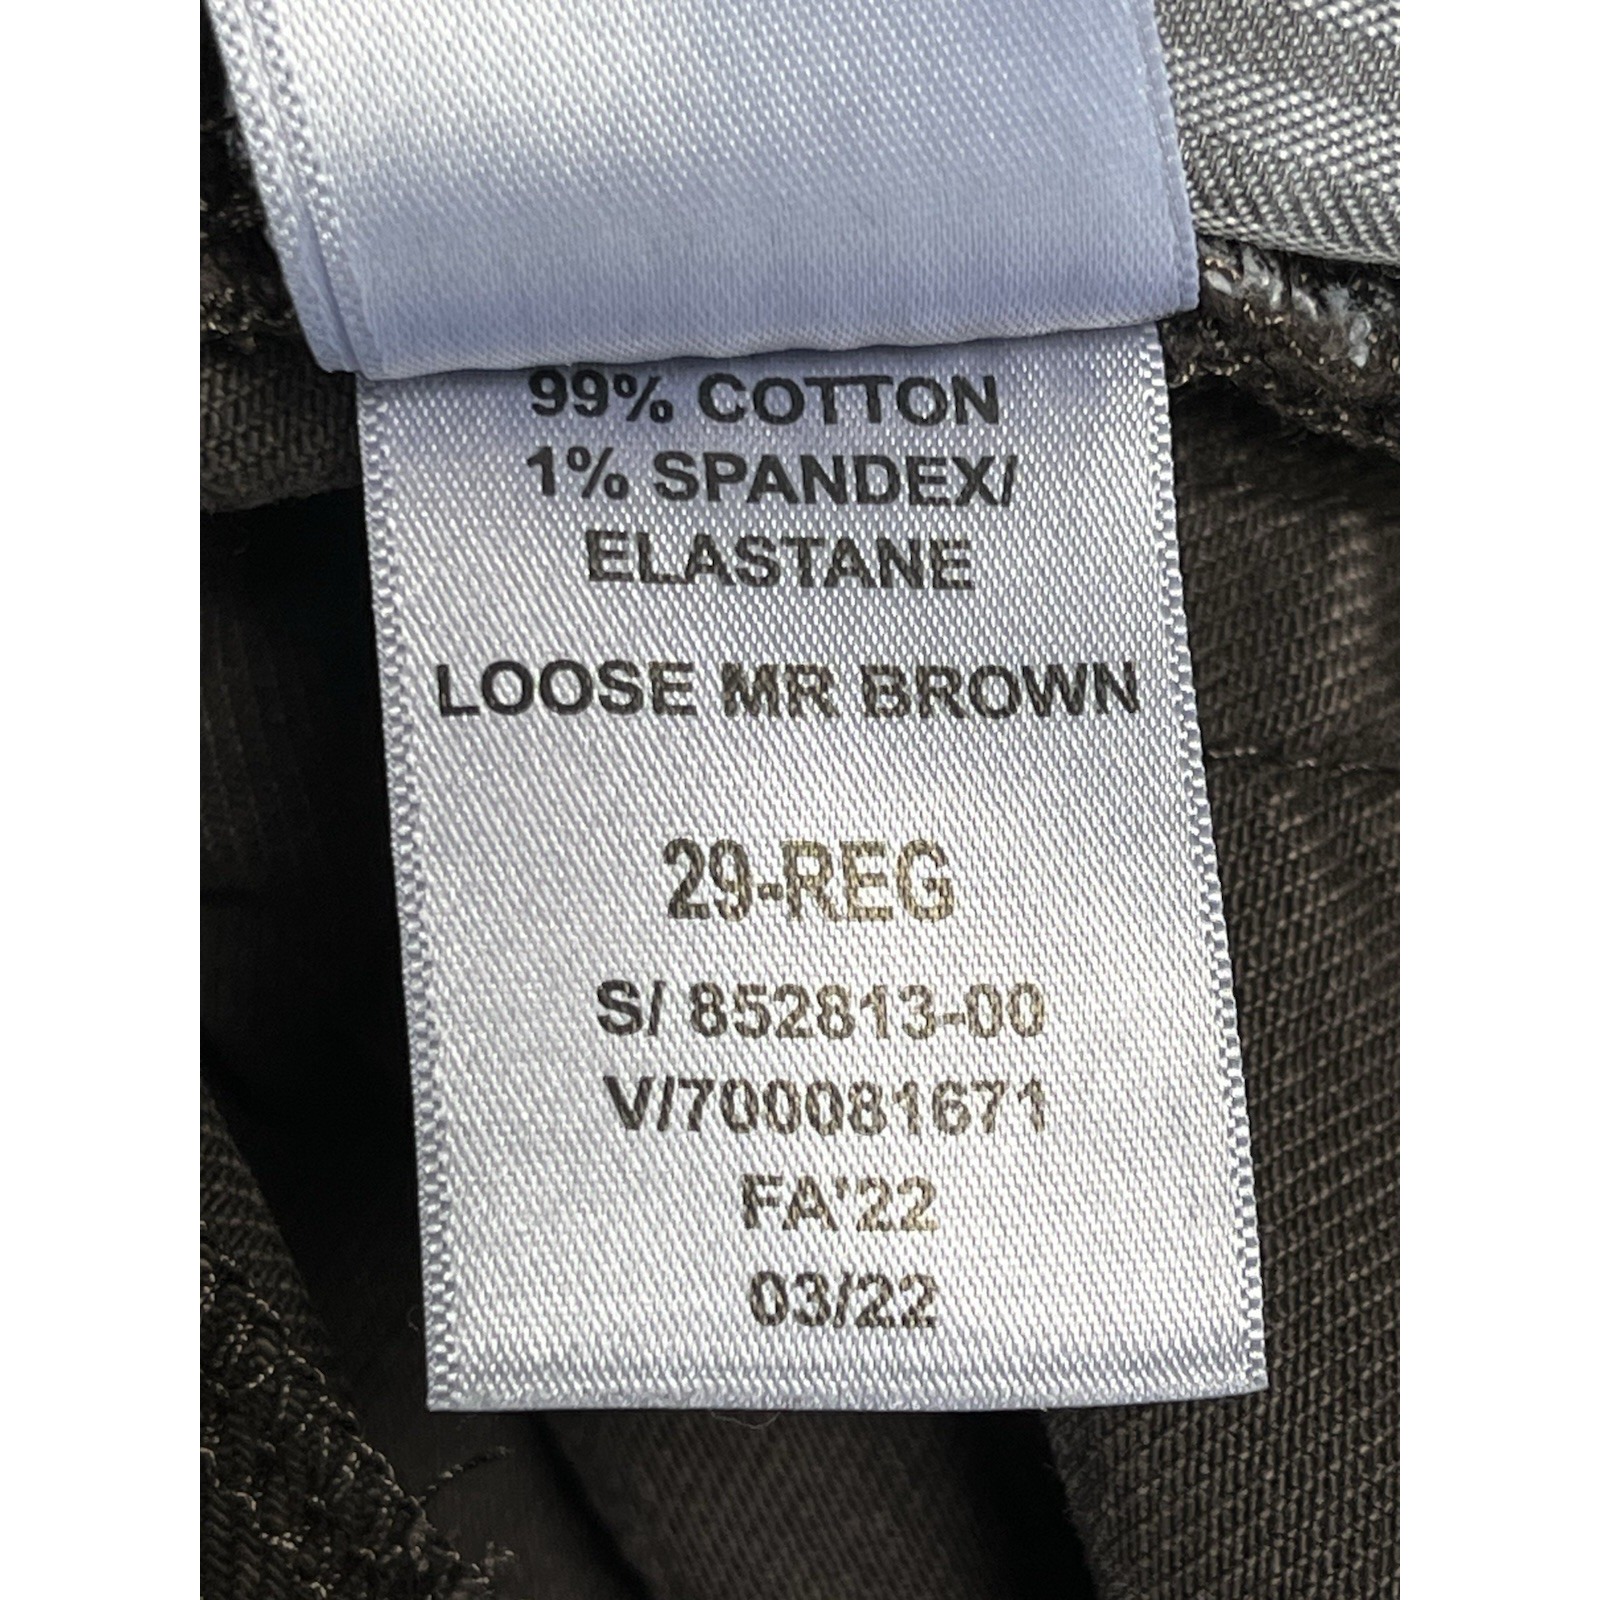 99% COTTON
1% SPANDEX/
ELASTANE
LOOSE MR BROWN
29-REG
S/ 852813-00
V/700081671
FA'22
03/22